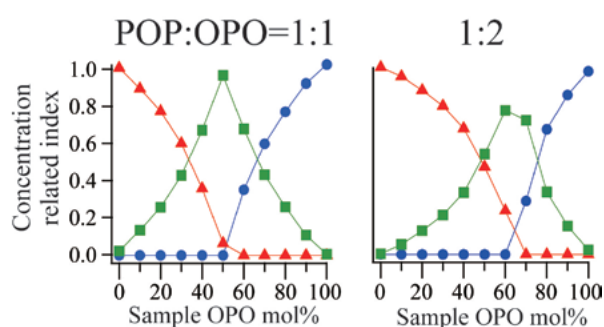 POP:OPO=1:1
1:2
Concentration
related index
1.0
0.8
0.6
0.4
0.2
0.0
0 20 40 60 80 100
0 20 40 60 80 100
Sample OPO mol%
Sample OPO mol%